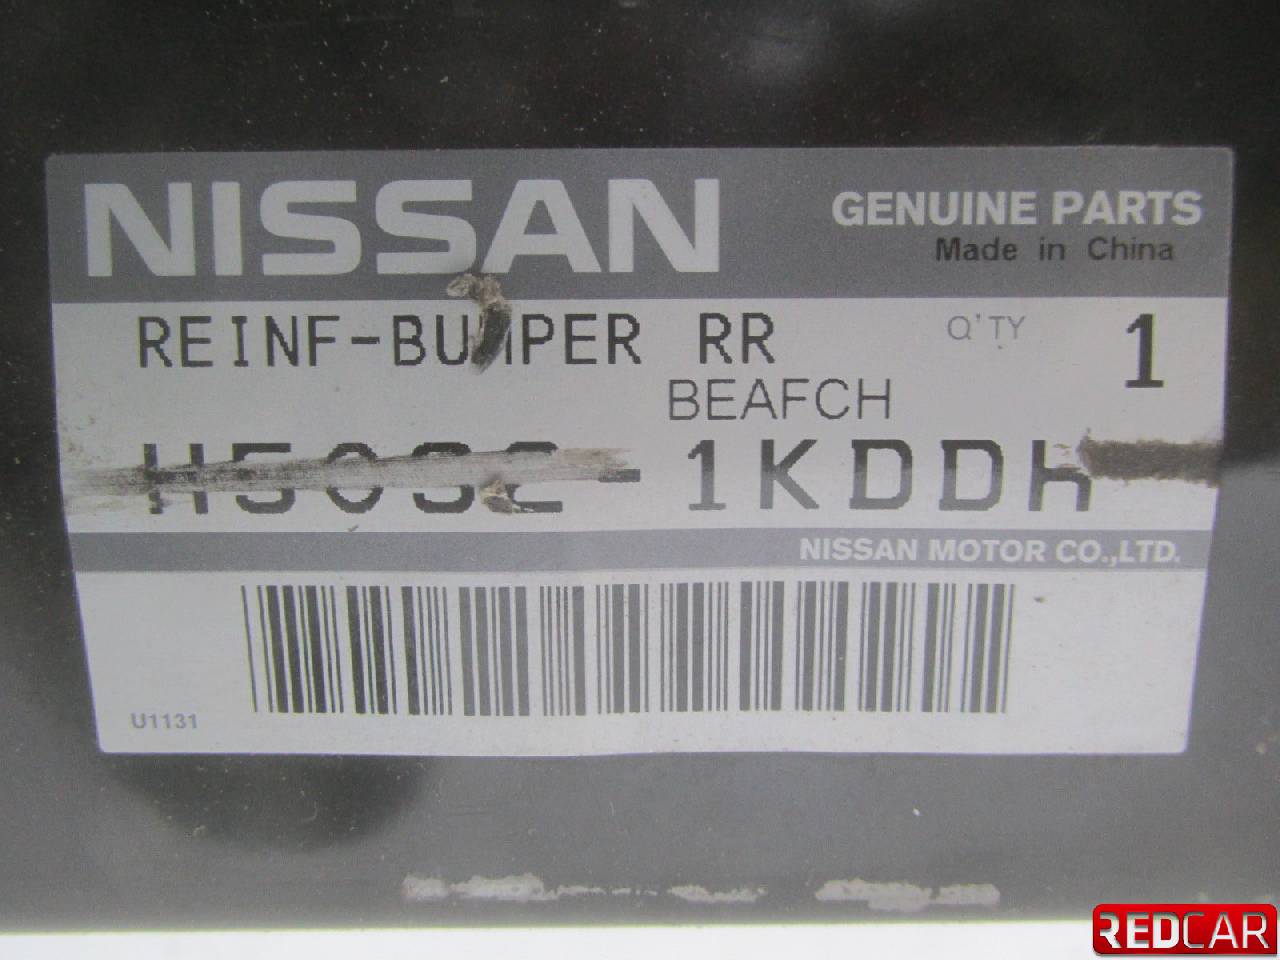 NISSAN
GENUINE PARTS
Made in China
REINF-BUMPER RR
Q'TY 1
BEAFCH
H5032-1KDDH
NISSAN MOTOR CO.,LTD.
U1131
REDCAR